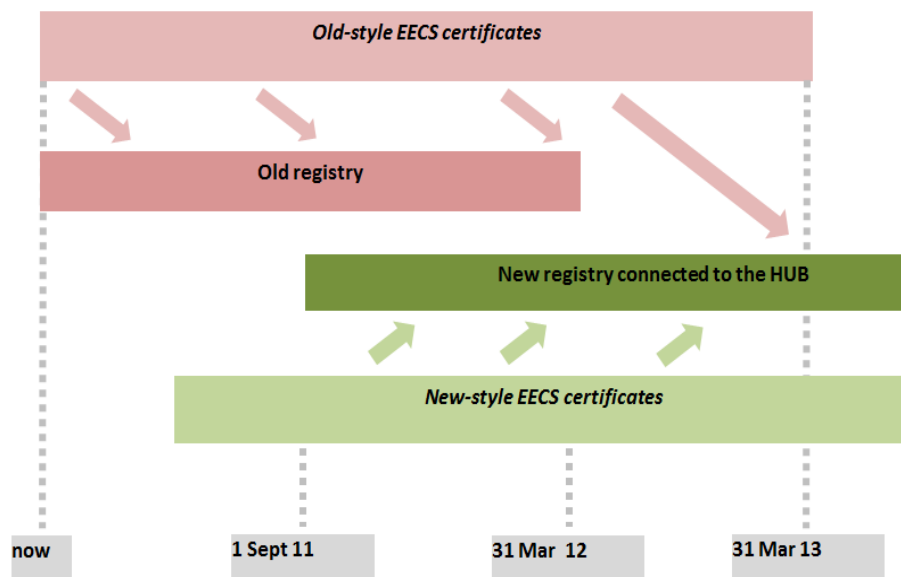 Old-style EECS certificates
Old registry
New registry connected to the HUB
New-style EECS certificates
now
1 Sept 11
31 Mar 12
31 Mar 13